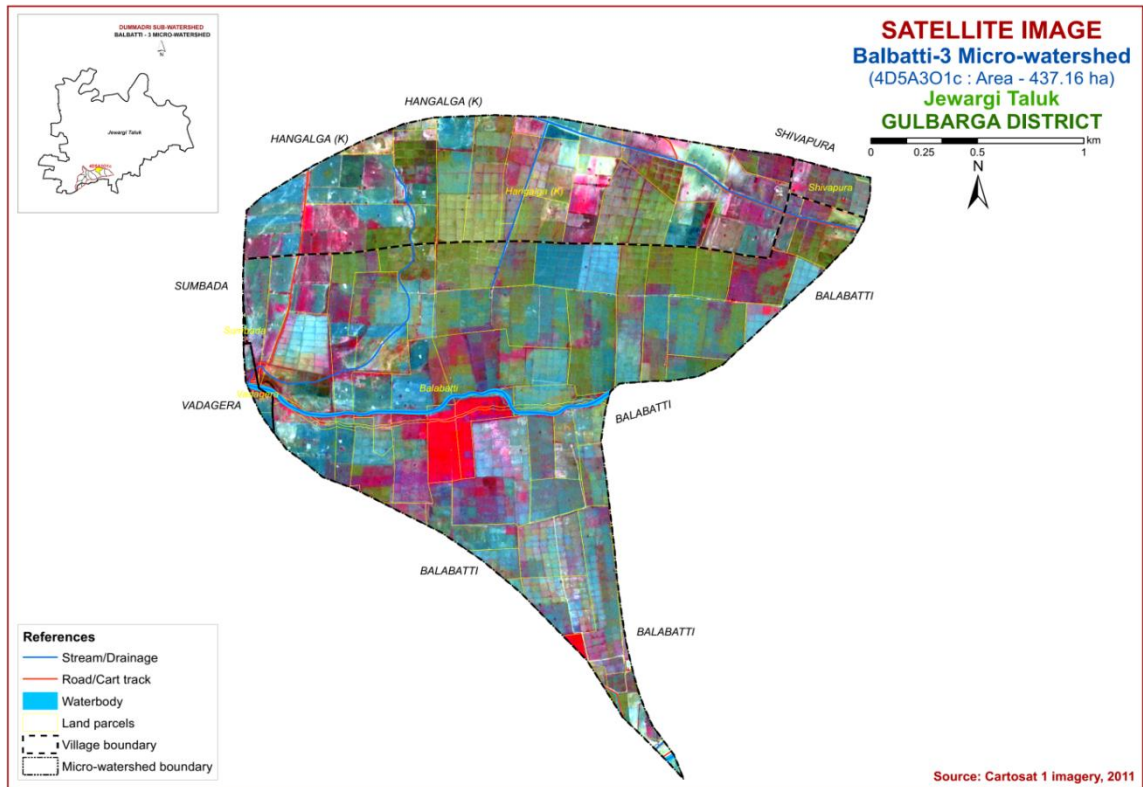 DUMMADRI SUB-WATERSHED
BALBATTI - 3 MICRO-WATERSHED
N
Jewargi Taluk
SATELLITE IMAGE
Balbatti-3 Micro-watershed
(4D5A3O1c : Area - 437.16 ha)
Jewargi Taluk
GULBARGA DISTRICT
km
0 0.25 0.5 1
N
HANGALGA (K)
HANGALGA (K)
SHIVAPURA
Shivapura
Hangalga (K)
SUMBADA
BALABATTI
Sumbada
Balabatti
VADAGERA
BALABATTI
BALABATTI
BALABATTI
References
Stream/Drainage
Road/Cart track
Waterbody
Land parcels
Village boundary
Micro-watershed boundary
Source: Cartosat 1 imagery, 2011